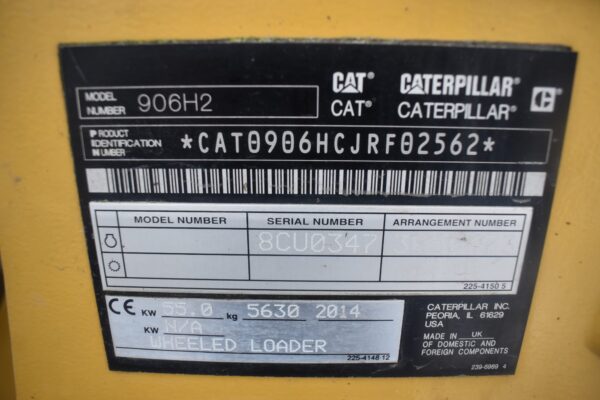 CAT® CATERPILLAR®
MODEL NUMBER 906H2 CAT® CATERPILLAR® C
PRODUCT IDENTIFICATION NUMBER *CAT0906HCJRF02562*
MODEL NUMBER SERIAL NUMBER ARRANGEMENT NUMBER
8CU0347
225-4150 5
CE KW 55.0 kg 5630 2014
KW N/A
WHEELED LOADER
225-4148 12
CATERPILLAR INC.
PEORIA, IL 61629
USA
MADE IN UK
OF DOMESTIC AND
FOREIGN COMPONENTS
239-6969 4